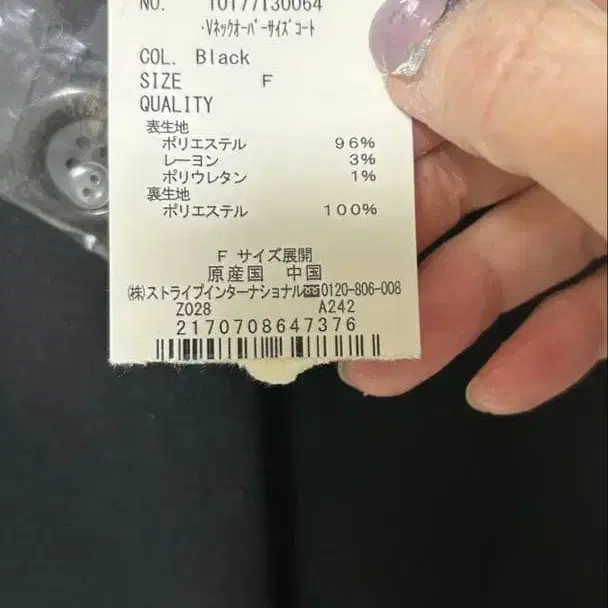 NO. 10177130064
·Vネックオーバーサイズコート
COL. Black
SIZE F
QUALITY
表生地
ポリエステル 96%
レーヨン 3%
ポリウレタン 1%
裏生地
ポリエステル 100%
F サイズ展開
原産国 中国
(株)ストライプインターナショナル 0120-806-008
Z028 A242
2170708647376